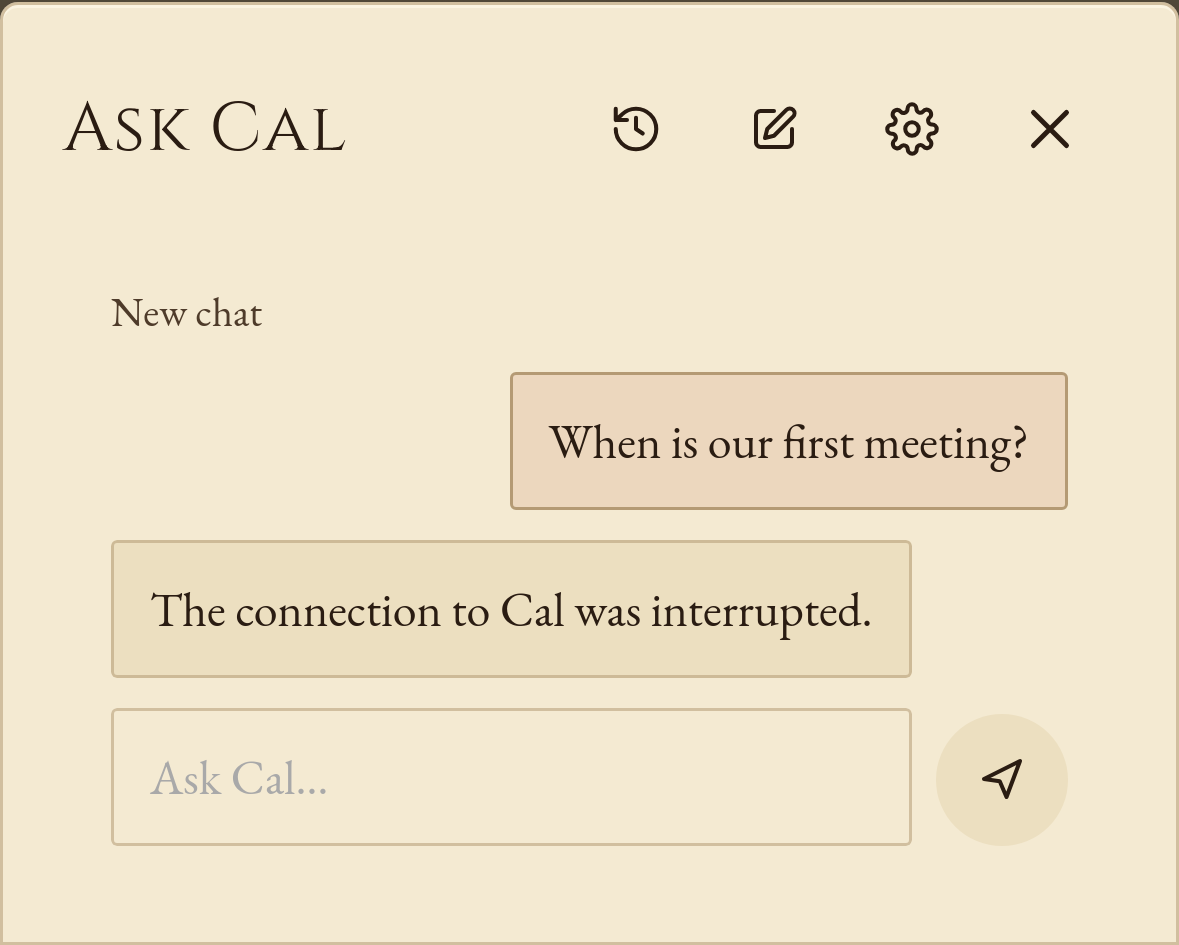 Ask Cal
New chat
When is our first meeting?
The connection to Cal was interrupted.
Ask Cal...